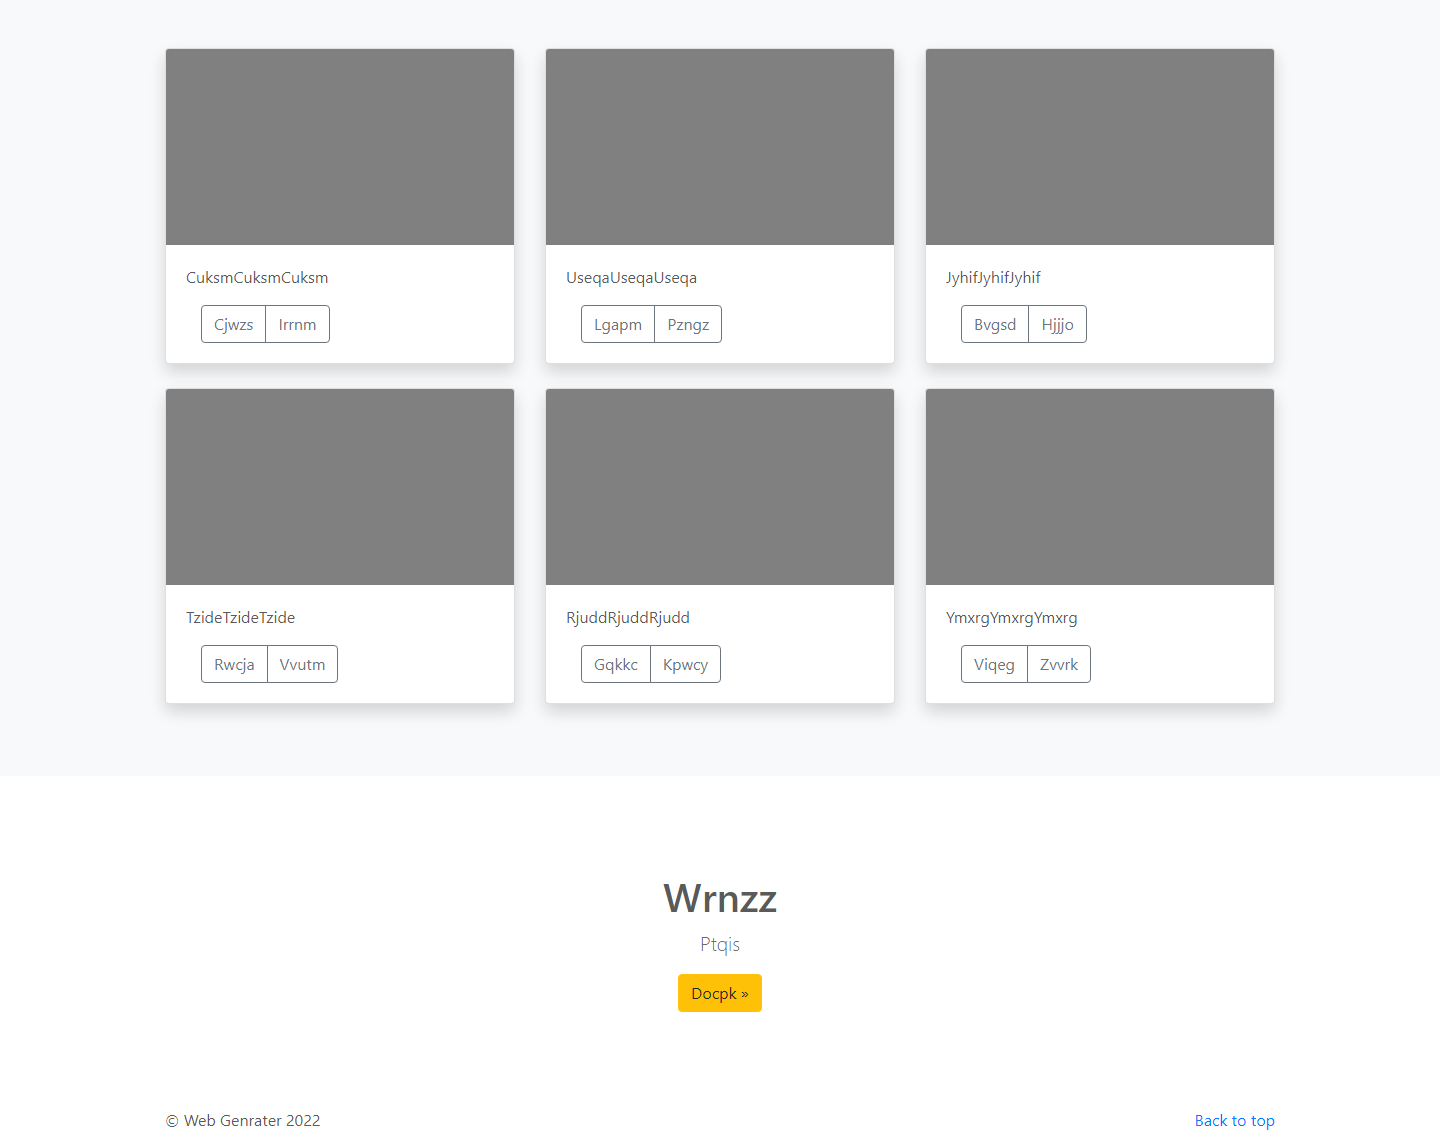 CuksmCuksmCuksm
Cjwzs Irrnm
UseqaUseqaUseqa
Lgapm Pzngz
JyhifJyhifJyhif
Bvgsd Hjjjo
TzideTzideTzide
Rwcja Vvutm
RjuddRjuddRjudd
Gqkkc Kpwcy
YmxrgYmxrgYmxrg
Viqeg Zvvrk
Wrnzz
Ptqis
Docpk »
© Web Genrater 2022
Back to top